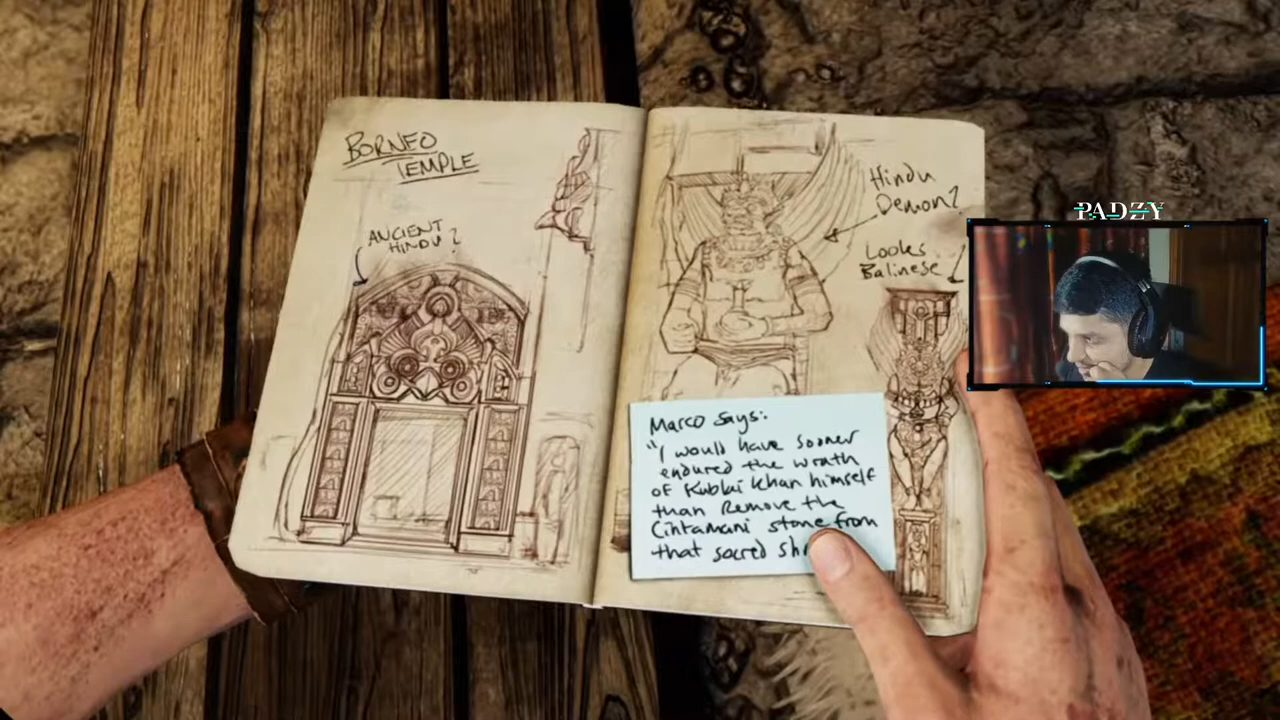 BORNEO
TEMPLE
ANCIENT
HINDU?
Hindu
Demon?
Looks
Balinese
Marco says:
"I would have sooner
endured the wrath
of Kublai Khan himself
than Remove the
Cintamani stone from
that sacred
PADZY